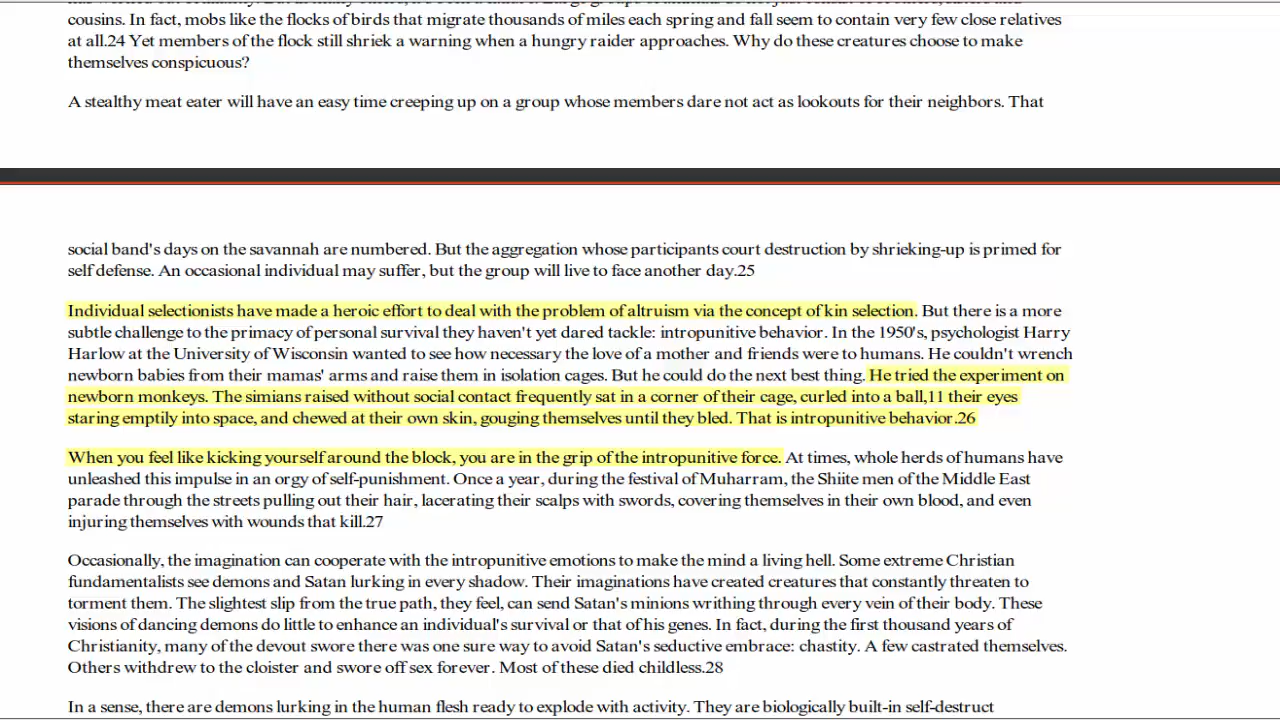 cousins. In fact, mobs like the flocks of birds that migrate thousands of miles each spring and fall seem to contain very few close relatives
at all.24 Yet members of the flock still shriek a warning when a hungry raider approaches. Why do these creatures choose to make
themselves conspicuous?
A stealthy meat eater will have an easy time creeping up on a group whose members dare not act as lookouts for their neighbors. That
social band's days on the savannah are numbered. But the aggregation whose participants court destruction by shrieking-up is primed for
self defense. An occasional individual may suffer, but the group will live to face another day.25
Individual selectionists have made a heroic effort to deal with the problem of altruism via the concept of kin selection. But there is a more
subtle challenge to the primacy of personal survival they haven't yet dared tackle: intropunitive behavior. In the 1950's, psychologist Harry
Harlow at the University of Wisconsin wanted to see how necessary the love of a mother and friends were to humans. He couldn't wrench
newborn babies from their mamas' arms and raise them in isolation cages. But he could do the next best thing. He tried the experiment on
newborn monkeys. The simians raised without social contact frequently sat in a corner of their cage, curled into a ball,11 their eyes
staring emptily into space, and chewed at their own skin, gouging themselves until they bled. That is intropunitive behavior.26
When you feel like kicking yourself around the block, you are in the grip of the intropunitive force. At times, whole herds of humans have
unleashed this impulse in an orgy of self-punishment. Once a year, during the festival of Muharram, the Shiite men of the Middle East
parade through the streets pulling out their hair, lacerating their scalps with swords, covering themselves in their own blood, and even
injuring themselves with wounds that kill.27
Occasionally, the imagination can cooperate with the intropunitive emotions to make the mind a living hell. Some extreme Christian
fundamentalists see demons and Satan lurking in every shadow. Their imaginations have created creatures that constantly threaten to
torment them. The slightest slip from the true path, they feel, can send Satan's minions writhing through every vein of their body. These
visions of dancing demons do little to enhance an individual's survival or that of his genes. In fact, during the first thousand years of
Christianity, many of the devout swore there was one sure way to avoid Satan's seductive embrace: chastity. A few castrated themselves.
Others withdrew to the cloister and swore off sex forever. Most of these died childless.28
In a sense, there are demons lurking in the human flesh ready to explode with activity. They are biologically built-in self-destruct